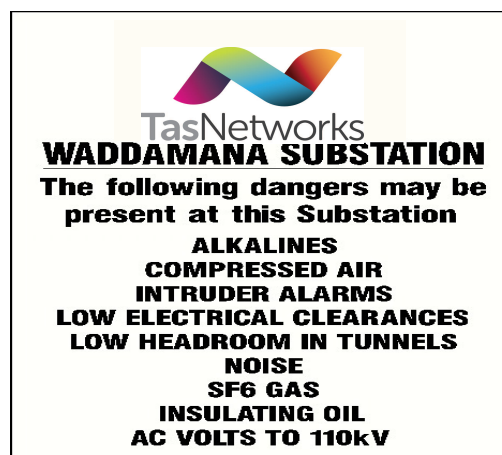 TasNetworks
WADDAMANA SUBSTATION
The following dangers may be
present at this Substation
ALKALINES
COMPRESSED AIR
INTRUDER ALARMS
LOW ELECTRICAL CLEARANCES
LOW HEADROOM IN TUNNELS
NOISE
SF6 GAS
INSULATING OIL
AC VOLTS TO 110kV